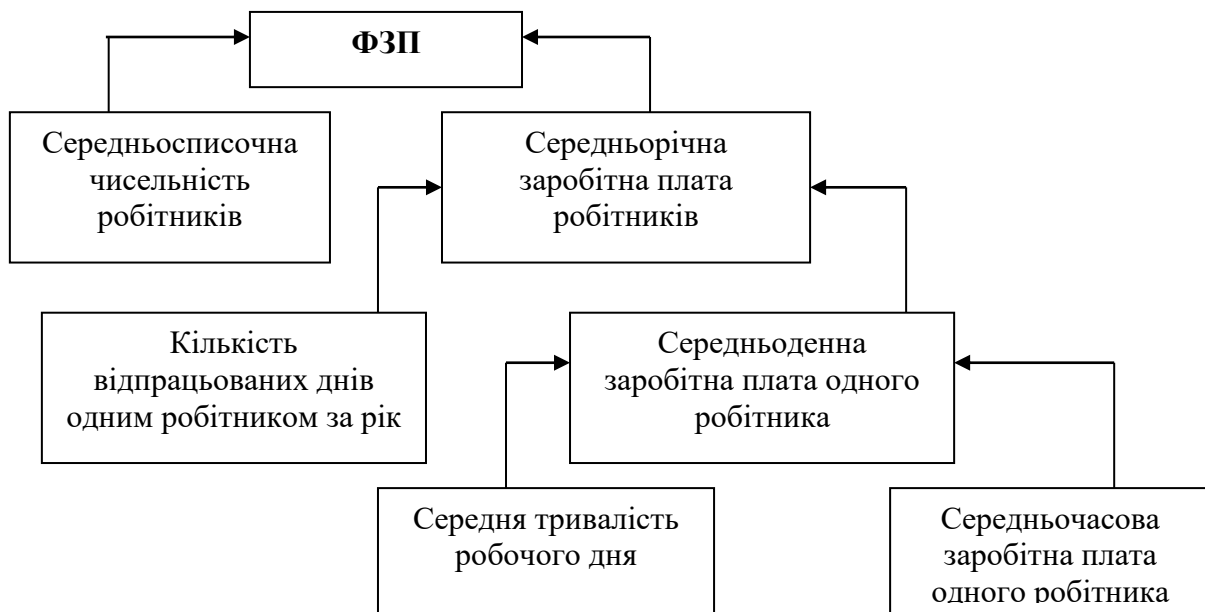 ФЗП
Середньосписочна
чисельність
робітників
Середньорічна
заробітна плата
робітників
Кількість
відпрацьованих днів
одним робітником за рік
Середньоденна
заробітна плата одного
робітника
Середня тривалість
робочого дня
Середньочасова
заробітна плата
одного робітника